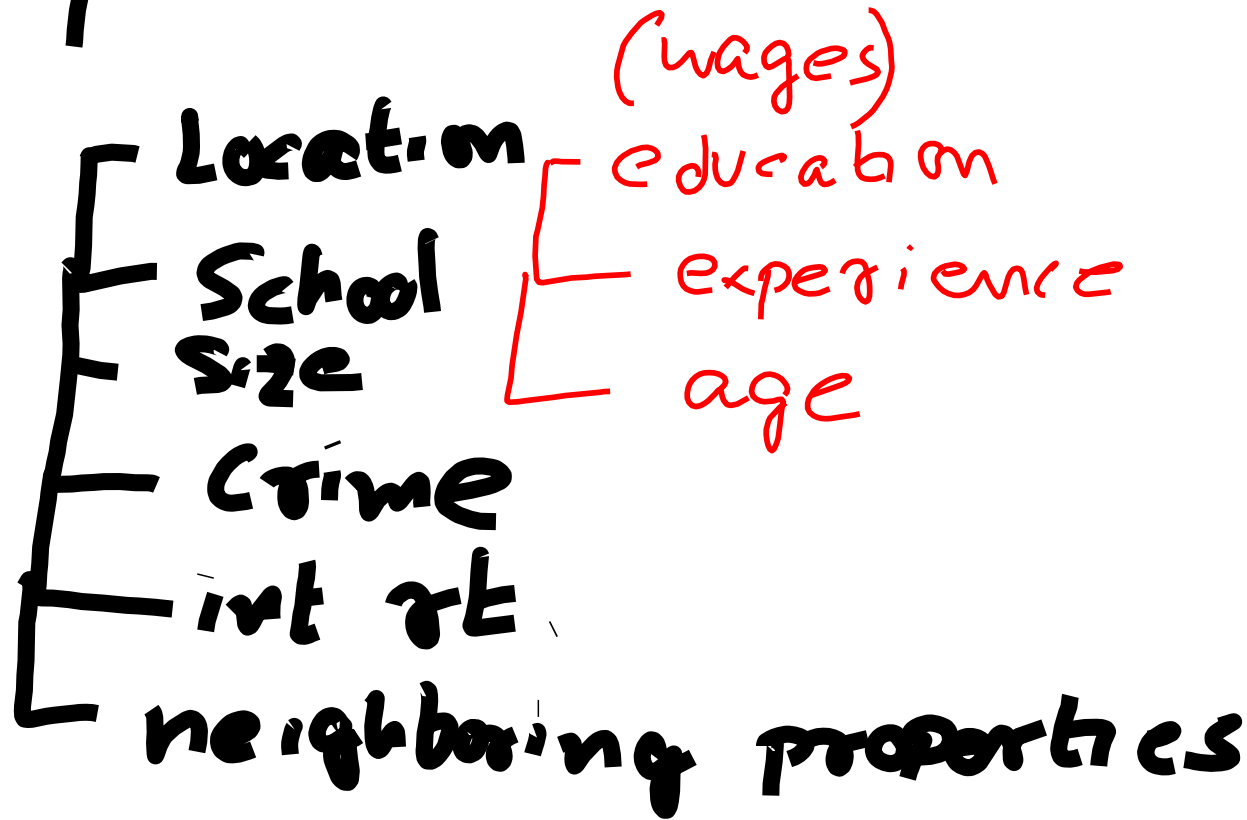 (wages)
Location
education
School
experience
Size
age
Crime
int rt
neighboring properties